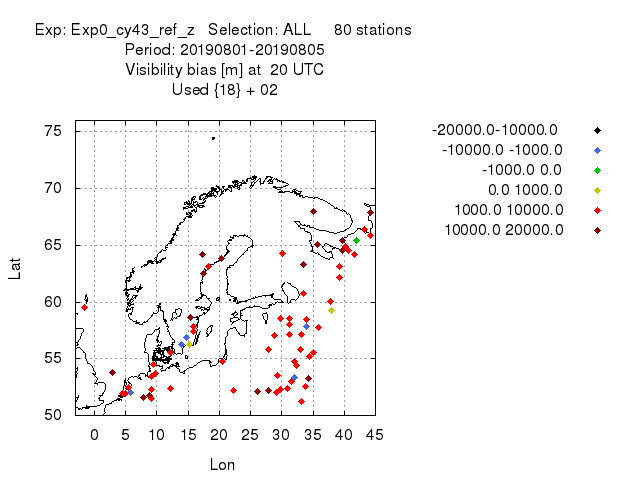 Exp: Exp0_cy43_ref_z Selection: ALL 80 stations
Period: 20190801-20190805
Visibility bias [m] at 20 UTC
Used {18} + 02
-20000.0-10000.0
-10000.0 -1000.0
-1000.0 0.0
0.0 1000.0
1000.0 10000.0
10000.0 20000.0
75
70
65
60
55
50
Lat
0 5 10 15 20 25 30 35 40 45
Lon